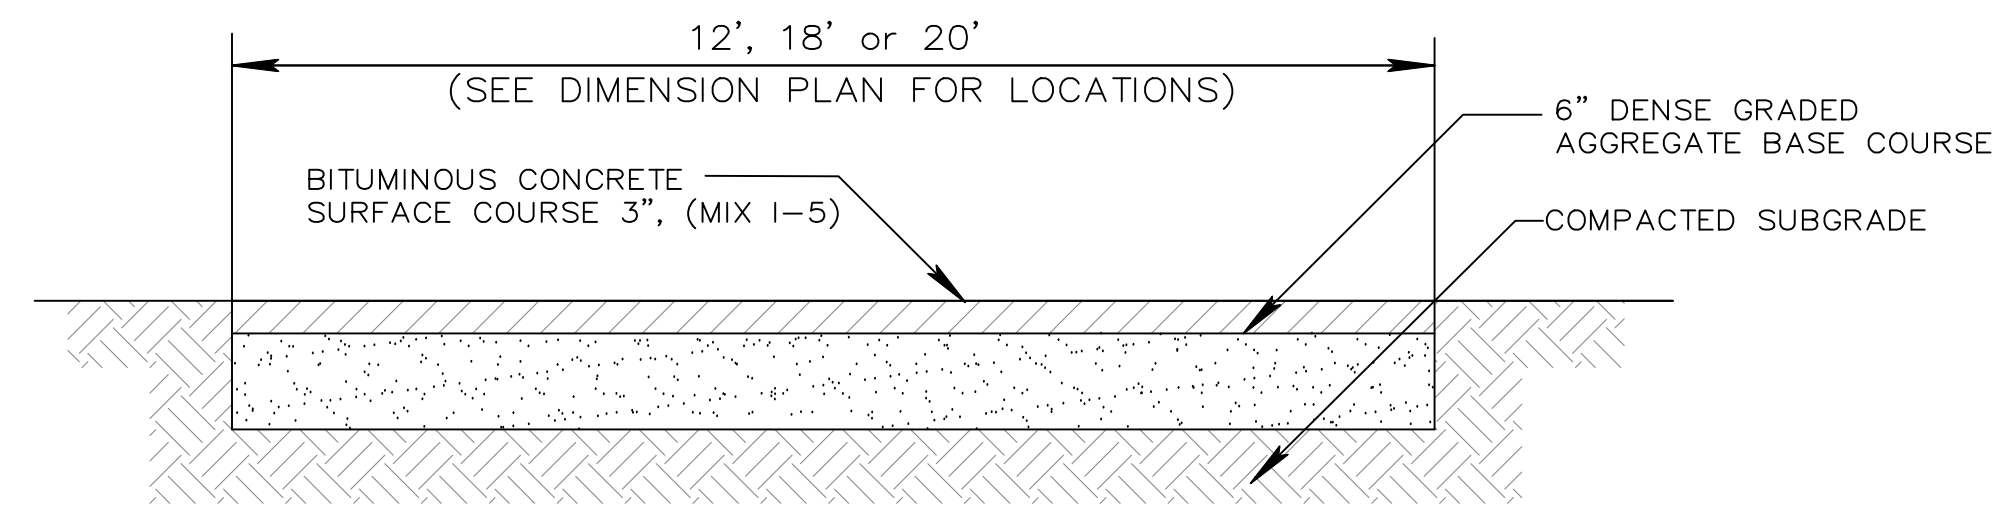 12’, 18’ or 20’
(SEE DIMENSION PLAN FOR LOCATIONS)
6” DENSE GRADED
AGGREGATE BASE COURSE
BITUMINOUS CONCRETE
SURFACE COURSE 3”, (MIX I–5)
COMPACTED SUBGRADE